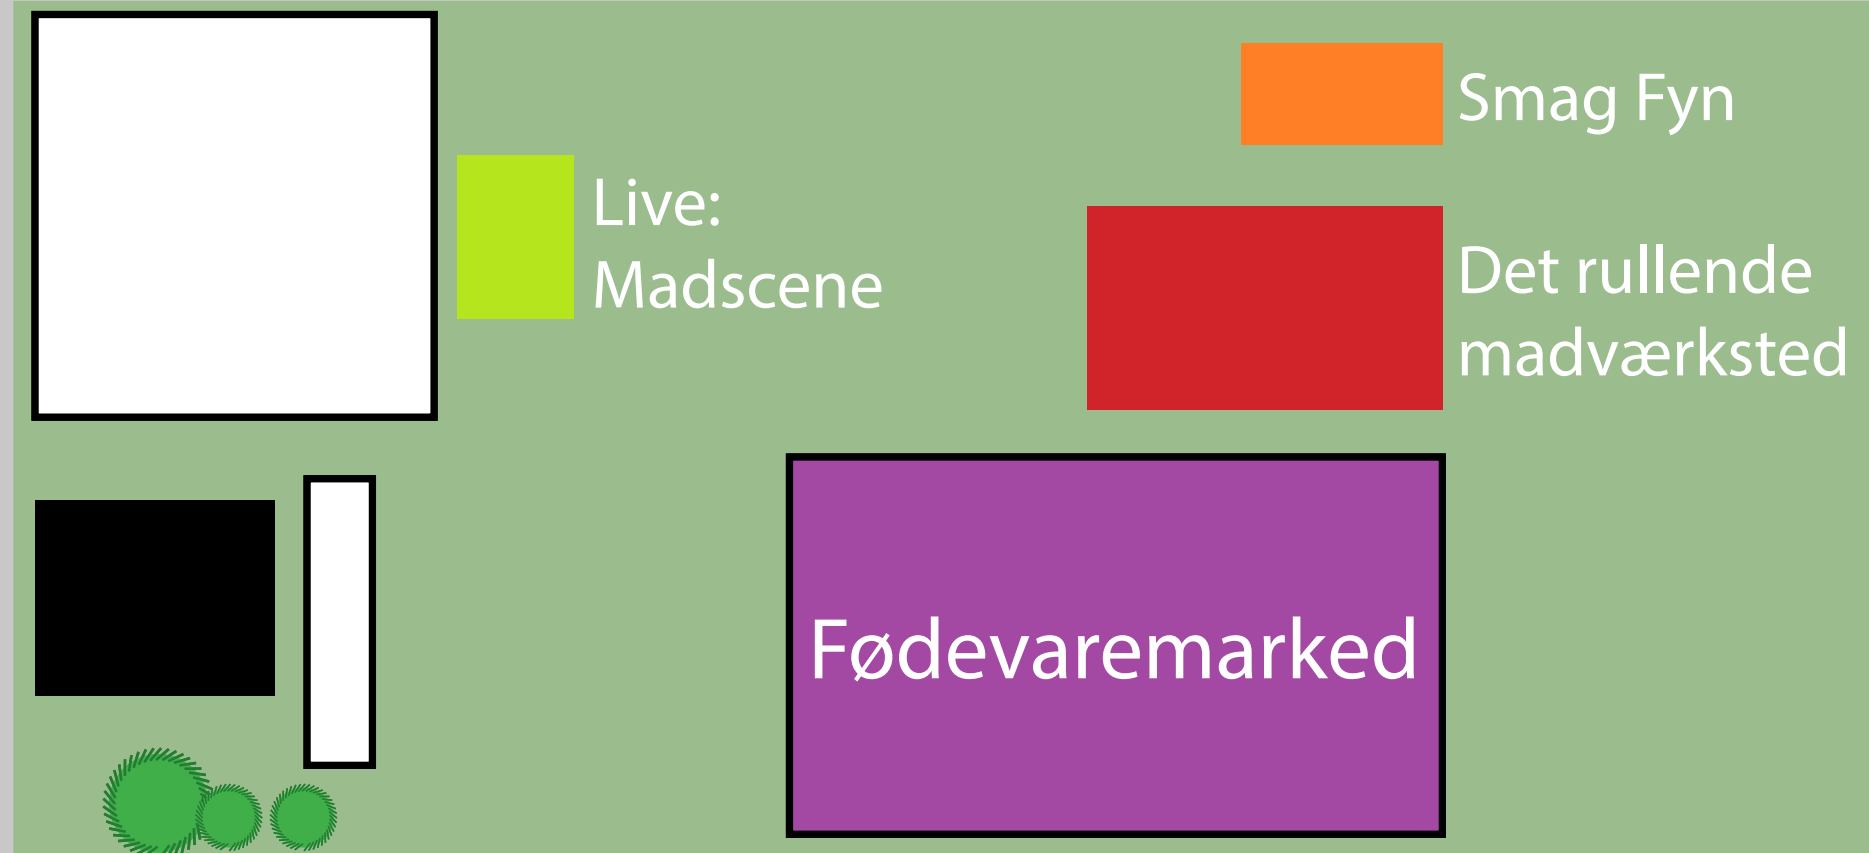 Smag Fyn
Live:
Madscene
Det rullende
madværksted
Fødevaremarked